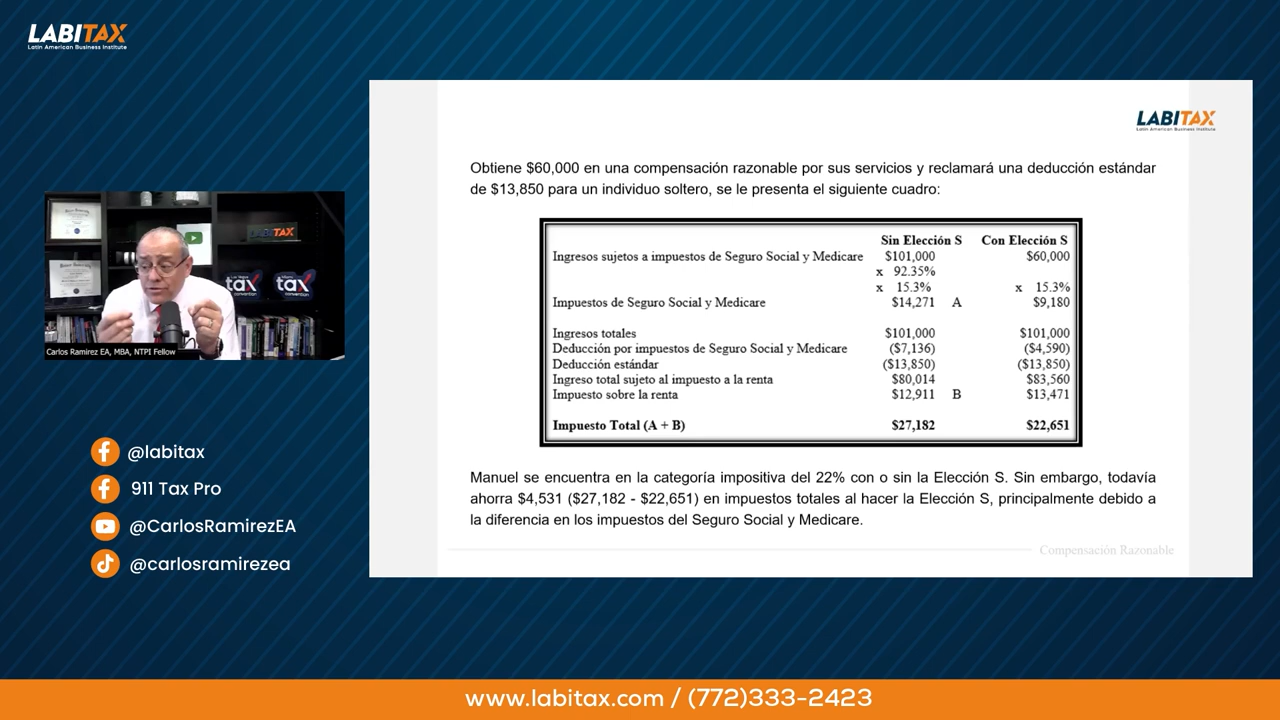 LABITAX
Latin American Business Institute
LABITAX
Latin American Business Institute
Obtiene $60,000 en una compensación razonable por sus servicios y reclamará una deducción estándar
de $13,850 para un individuo soltero, se le presenta el siguiente cuadro:
Sin Elección S Con Elección S
Ingresos sujetos a impuestos de Seguro Social y Medicare $101,000 $60,000
x 92.35%
x 15.3% x 15.3%
Impuestos de Seguro Social y Medicare $14,271 A $9,180
Ingresos totales $101,000 $101,000
Deducción por impuestos de Seguro Social y Medicare ($7,136) ($4,590)
Deducción estándar ($13,850) ($13,850)
Ingreso total sujeto al impuesto a la renta $80,014 $83,560
Impuesto sobre la renta $12,911 B $13,471
Impuesto Total (A + B) $27,182 $22,651
Manuel se encuentra en la categoría impositiva del 22% con o sin la Elección S. Sin embargo, todavía
ahorra $4,531 ($27,182 - $22,651) en impuestos totales al hacer la Elección S, principalmente debido a
la diferencia en los impuestos del Seguro Social y Medicare.
Compensación Razonable
LABITAX
tax
convention
tax
convention
Carlos Ramirez EA, MBA, NTPI Fellow
@labitax
911 Tax Pro
@CarlosRamirezEA
@carlosramirezea
www.labitax.com / (772)333-2423